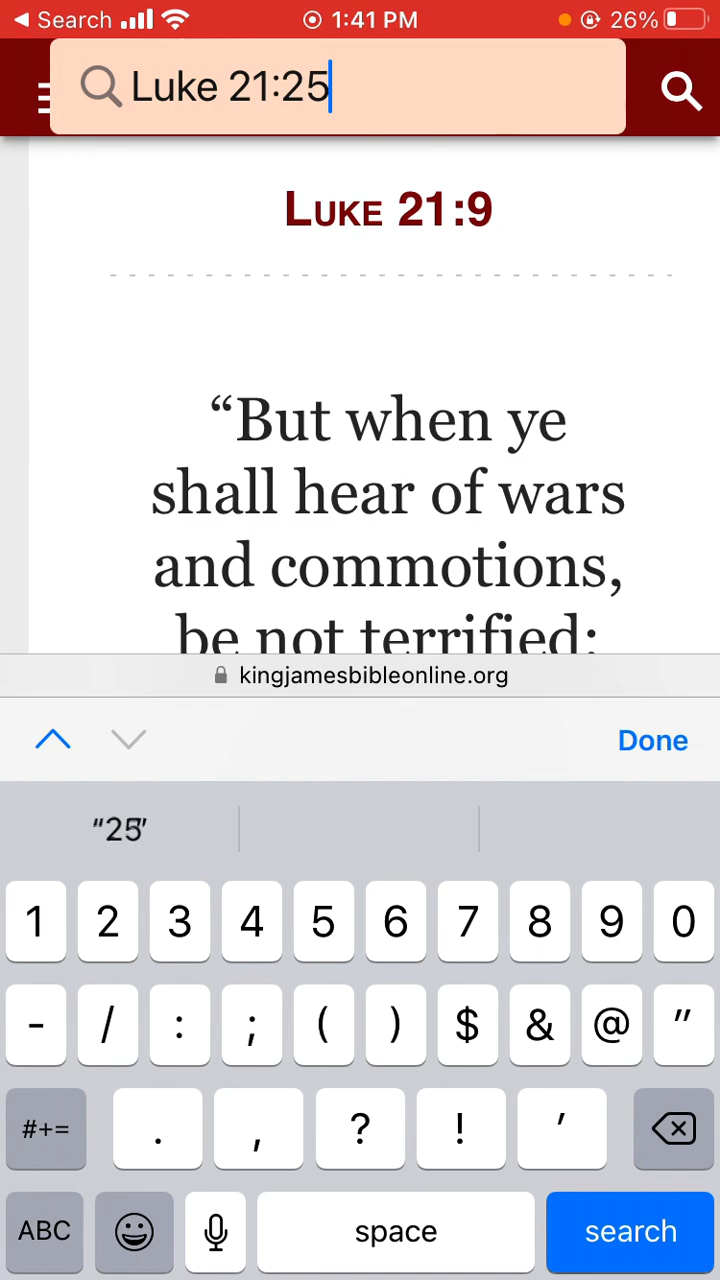 Search 1:41 PM 26%
Luke 21:25
LUKE 21:9
“But when ye
shall hear of wars
and commotions,
be not terrified:
kingjamesbibleonline.org
Done
“25”
1 2 3 4 5 6 7 8 9 0
- / : ; ( ) $ & @ "
#+= . , ? ! '
ABC space search